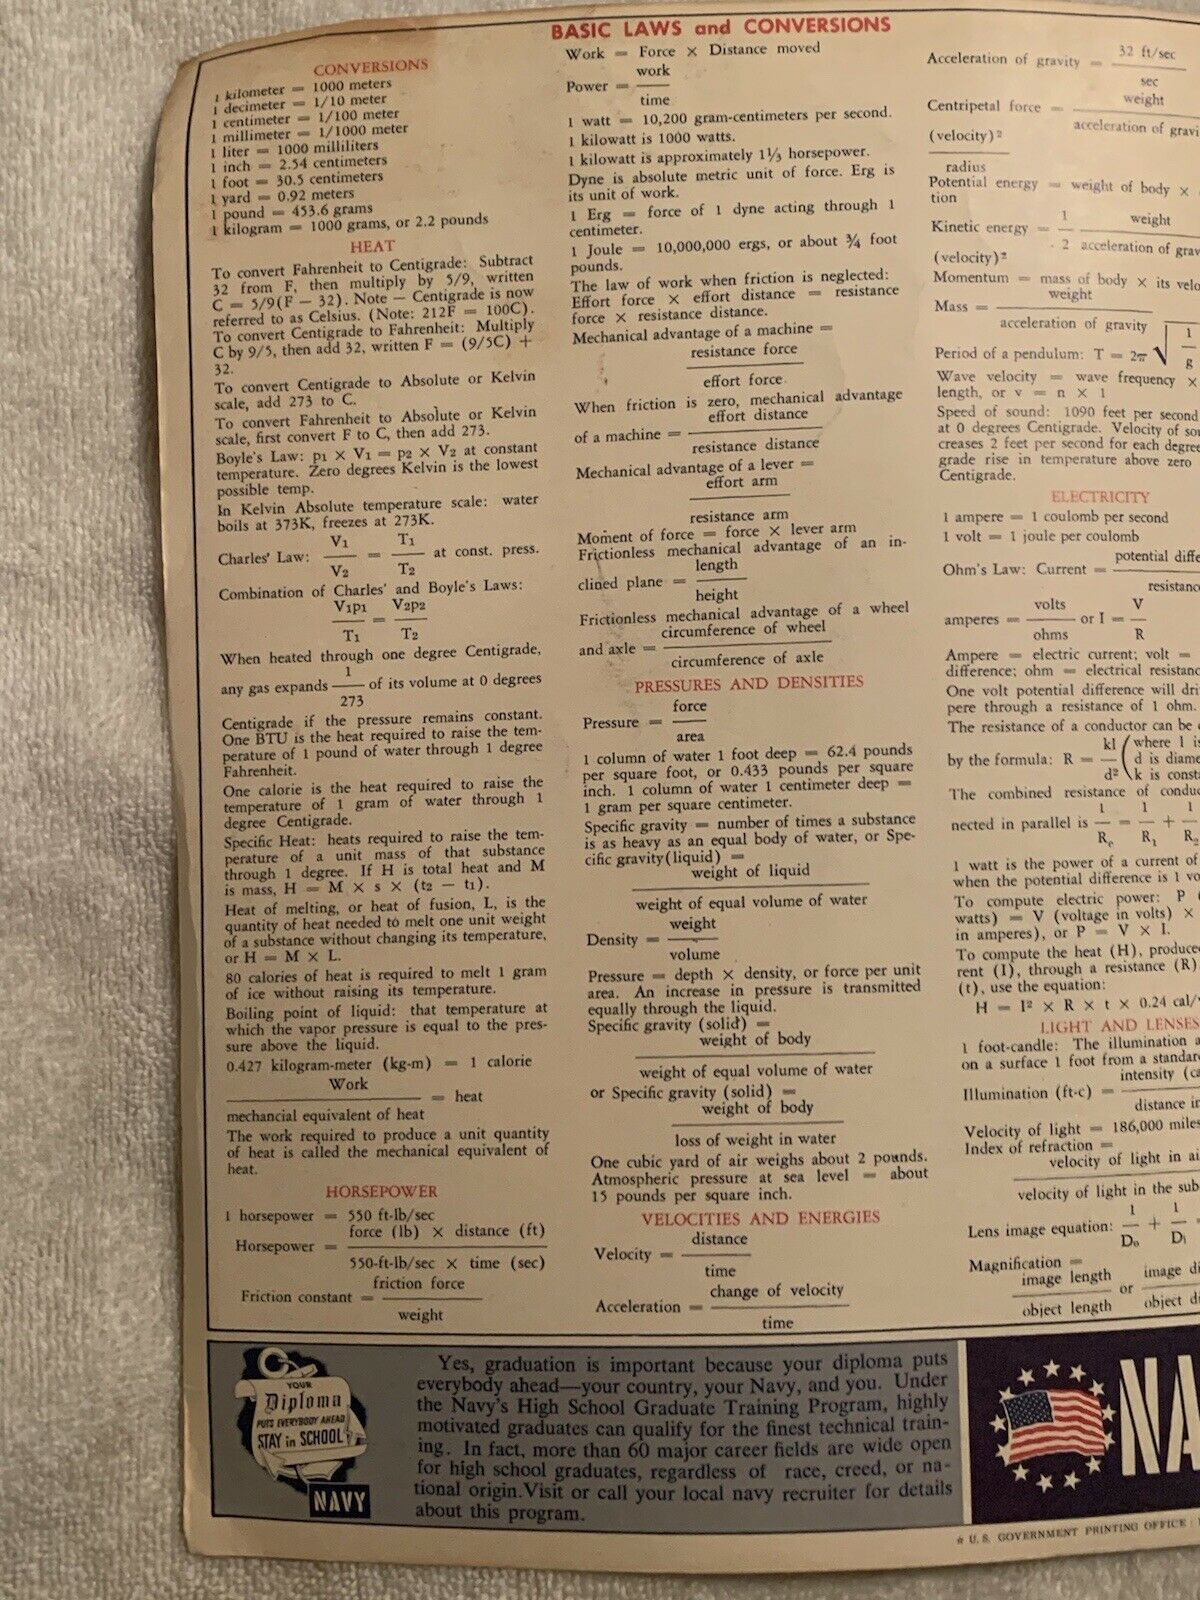 BASIC LAWS and CONVERSIONS
CONVERSIONS
1 kilometer = 1000 meters
1 decimeter = 1/10 meter
1 centimeter = 1/100 meter
1 millimeter = 1/1000 meter
1 liter = 1000 milliliters
1 inch = 2.54 centimeters
1 foot = 30.5 centimeters
1 yard = 0.92 meters
1 pound = 453.6 grams
1 kilogram = 1000 grams, or 2.2 pounds
HEAT
To convert Fahrenheit to Centigrade: Subtract
32 from F, then multiply by 5/9, written
C = 5/9(F − 32). Note — Centigrade is now
referred to as Celsius. (Note: 212F = 100C).
To convert Centigrade to Fahrenheit: Multiply
C by 9/5, then add 32, written F = (9/5C) +
32.
To convert Centigrade to Absolute or Kelvin
scale, add 273 to C.
To convert Fahrenheit to Absolute or Kelvin
scale, first convert F to C, then add 273.
Boyle's Law: p1 × V1 = p2 × V2 at constant
temperature. Zero degrees Kelvin is the lowest
possible temp.
In Kelvin Absolute temperature scale: water
boils at 373K, freezes at 273K.
V1 T1
Charles' Law: = at const. press.
V2 T2
Combination of Charles' and Boyle's Laws:
V1p1 V2p2
=
T1 T2
When heated through one degree Centigrade,
1
any gas expands of its volume at 0 degrees
273
Centigrade if the pressure remains constant.
One BTU is the heat required to raise the tem-
perature of 1 pound of water through 1 degree
Fahrenheit.
One calorie is the heat required to raise the
temperature of 1 gram of water through 1
degree Centigrade.
Specific Heat: heats required to raise the tem-
perature of a unit mass of that substance
through 1 degree. If H is total heat and M
is mass, H = M × s × (t2 − t1).
Heat of melting, or heat of fusion, L, is the
quantity of heat needed to melt one unit weight
of a substance without changing its temperature,
or H = M × L.
80 calories of heat is required to melt 1 gram
of ice without raising its temperature.
Boiling point of liquid: that temperature at
which the vapor pressure is equal to the pres-
sure above the liquid.
0.427 kilogram-meter (kg-m) = 1 calorie
Work
= heat
mechancial equivalent of heat
The work required to produce a unit quantity
of heat is called the mechanical equivalent of
heat.
HORSEPOWER
1 horsepower = 550 ft-lb/sec
force (lb) × distance (ft)
Horsepower =
550-ft-lb/sec × time (sec)
friction force
Friction constant =
weight
Work = Force × Distance moved
work
Power =
time
1 watt = 10,200 gram-centimeters per second.
1 kilowatt is 1000 watts.
1 kilowatt is approximately 1⅓ horsepower.
Dyne is absolute metric unit of force. Erg is
its unit of work.
1 Erg = force of 1 dyne acting through 1
centimeter.
1 Joule = 10,000,000 ergs, or about ¾ foot
pounds.
The law of work when friction is neglected:
Effort force × effort distance = resistance
force × resistance distance.
Mechanical advantage of a machine =
resistance force
effort force
When friction is zero, mechanical advantage
effort distance
of a machine =
resistance distance
Mechanical advantage of a lever =
effort arm
resistance arm
Moment of force = force × lever arm
Frictionless mechanical advantage of an in-
length
clined plane =
height
Frictionless mechanical advantage of a wheel
circumference of wheel
and axle =
circumference of axle
PRESSURES AND DENSITIES
force
Pressure =
area
1 column of water 1 foot deep = 62.4 pounds
per square foot, or 0.433 pounds per square
inch. 1 column of water 1 centimeter deep =
1 gram per square centimeter.
Specific gravity = number of times a substance
is as heavy as an equal body of water, or Spe-
cific gravity(liquid) =
weight of liquid
weight of equal volume of water
weight
Density =
volume
Pressure = depth × density, or force per unit
area. An increase in pressure is transmitted
equally through the liquid.
Specific gravity (solid) =
weight of body
weight of equal volume of water
or Specific gravity (solid) =
weight of body
loss of weight in water
One cubic yard of air weighs about 2 pounds.
Atmospheric pressure at sea level = about
15 pounds per square inch.
VELOCITIES AND ENERGIES
distance
Velocity =
time
change of velocity
Acceleration =
time
32 ft/sec
Acceleration of gravity =
sec
weight
Centripetal force =
acceleration of gravi
(velocity)²
radius
Potential energy = weight of body ×
tion
1 weight
Kinetic energy =
2 acceleration of grav
(velocity)²
Momentum = mass of body × its velo
weight
Mass =
acceleration of gravity
Period of a pendulum: T = 2π √ 1
g
Wave velocity = wave frequency ×
length, or v = n × 1
Speed of sound: 1090 feet per second
at 0 degrees Centigrade. Velocity of sou
creases 2 feet per second for each degree
grade rise in temperature above zero
Centigrade.
ELECTRICITY
1 ampere = 1 coulomb per second
1 volt = 1 joule per coulomb
potential diffe
Ohm's Law: Current =
resistanc
volts V
amperes = or I =
ohms R
Ampere = electric current; volt =
difference; ohm = electrical resistanc
One volt potential difference will dri
pere through a resistance of 1 ohm.
The resistance of a conductor can be
kl (where l is
by the formula: R = d is diame
d² k is consta
The combined resistance of conduc
1 1 1
nected in parallel is = +
Re R1 R2
1 watt is the power of a current of
when the potential difference is 1 vo
To compute electric power: P
watts) = V (voltage in volts) ×
in amperes), or P = V × I.
To compute the heat (H), produce
rent (I), through a resistance (R)
(t), use the equation:
H = I² × R × t × 0.24 cal/
LIGHT AND LENSES
1 foot-candle: The illumination a
on a surface 1 foot from a standar
intensity (ca
Illumination (ft-c) =
distance in
Velocity of light = 186,000 miles
Index of refraction =
velocity of light in ai
velocity of light in the sub
1 1
Lens image equation: +
Do Di
Magnification =
image length image di
or
object length object di
YOUR
Diploma
PUTS EVERYBODY AHEAD
STAY in SCHOOL
NAVY
Yes, graduation is important because your diploma puts
everybody ahead—your country, your Navy, and you. Under
the Navy's High School Graduate Training Program, highly
motivated graduates can qualify for the finest technical train-
ing. In fact, more than 60 major career fields are wide open
for high school graduates, regardless of race, creed, or na-
tional origin.Visit or call your local navy recruiter for details
about this program.
NA
☆ U. S. GOVERNMENT PRINTING OFFICE :